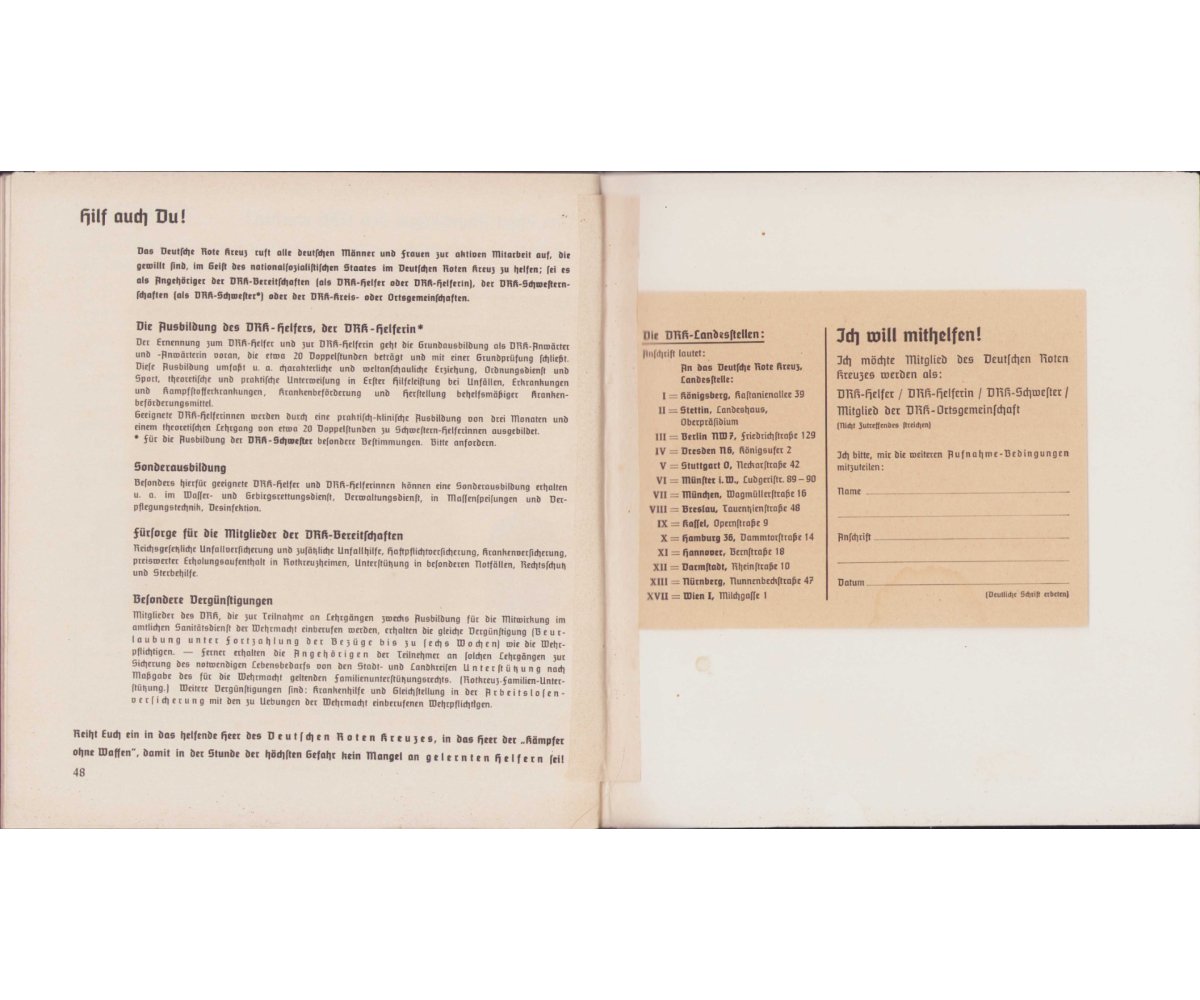 Hilf auch Du!
Das Deutsche Rote Kreuz ruft alle deutschen Männer und Frauen zur aktiven Mitarbeit auf, die
gewillt sind, im Geist des nationalsozialistischen Staates im Deutschen Roten Kreuz zu helfen; sei es
als Angehöriger der DRK-Bereitschaften (als DRK-Helfer oder DRK-Helferin), der DRK-Schwestern-
schaften (als DRK-Schwester*) oder der DRK-Kreis- oder Ortsgemeinschaften.
Die Ausbildung des DRK-Helfers, der DRK-Helferin*
Der Ernennung zum DRK-Helfer und zur DRK-Helferin geht die Grundausbildung als DRK-Anwärter
und -Anwärterin voran, die etwa 20 Doppelstunden beträgt und mit einer Grundprüfung schließt.
Diese Ausbildung umfaßt u. a. charakterliche und weltanschauliche Erziehung, Ordnungsdienst und
Sport, theoretische und praktische Unterweisung in Erster Hilfeleistung bei Unfällen, Erkrankungen
und Kampfstofferkrankungen, Krankenbeförderung und Herstellung behelfsmäßiger Kranken-
beförderungsmittel.
Geeignete DRK-Helferinnen werden durch eine praktisch-klinische Ausbildung von drei Monaten und
einem theoretischen Lehrgang von etwa 20 Doppelstunden zu Schwestern-Helferinnen ausgebildet.
* Für die Ausbildung der DRK-Schwester besondere Bestimmungen. Bitte anfordern.
Sonderausbildung
Besonders hierfür geeignete DRK-Helfer und DRK-Helferinnen können eine Sonderausbildung erhalten
u. a. im Wasser- und Gebirgsrettungsdienst, Verwaltungsdienst, in Massenspeisungen und Ver-
pflegungstechnik, Desinfektion.
Fürsorge für die Mitglieder der DRK-Bereitschaften
Reichsgesetzliche Unfallversicherung und zusätzliche Unfallhilfe, Haftpflichtversicherung, Krankenversicherung,
preiswerter Erholungsaufenthalt in Rotkreuzheimen, Unterstützung in besonderen Notfällen, Rechtsschutz
und Sterbehilfe.
Besondere Vergünstigungen
Mitglieder des DRK, die zur Teilnahme an Lehrgängen zwecks Ausbildung für die Mitwirkung im
amtlichen Sanitätsdienst der Wehrmacht einberufen werden, erhalten die gleiche Vergünstigung (Beur-
laubung unter Fortzahlung der Bezüge bis zu sechs Wochen) wie die Wehr-
pflichtigen. — Ferner erhalten die Angehörigen der Teilnehmer an solchen Lehrgängen zur
Sicherung des notwendigen Lebensbedarfs von den Stadt- und Landkreisen Unterstützung nach
Maßgabe des für die Wehrmacht geltenden Familienunterstützungsrechts. (Rotkreuz-Familien-Unter-
stützung.) Weitere Vergünstigungen sind: Krankenhilfe und Gleichstellung in der Arbeitslosen-
versicherung mit den zu Uebungen der Wehrmacht einberufenen Wehrpflichtigen.
Reiht Euch ein in das helfende Heer des Deutschen Roten Kreuzes, in das Heer der „Kämpfer
ohne Waffen“, damit in der Stunde der höchsten Gefahr kein Mangel an gelernten Helfern sei!
48
Die DRK-Landesstellen:
Anschrift lautet:
An das Deutsche Rote Kreuz,
Landesstelle:
I = Königsberg, Kastanienallee 39
II = Stettin, Landeshaus,
Oberpräsidium
III = Berlin NW 7, Friedrichstraße 129
IV = Dresden N6, Königsufer 2
V = Stuttgart O, Neckarstraße 42
VI = Münster i. W., Ludgeristr. 89-90
VII = München, Wagmüllerstraße 16
VIII = Breslau, Tauentzienstraße 48
IX = Kassel, Opernstraße 9
X = Hamburg 36, Dammtorstraße 14
XI = Hannover, Bernstraße 18
XII = Darmstadt, Rheinstraße 10
XIII = Nürnberg, Nunnenbeckstraße 47
XVII = Wien I, Milchgasse 1
Ich will mithelfen!
Ich möchte Mitglied des Deutschen Roten
Kreuzes werden als:
DRK-Helfer / DRK-Helferin / DRK-Schwester /
Mitglied der DRK-Ortsgemeinschaft
(Nicht Zutreffendes streichen)
Ich bitte, mir die weiteren Aufnahme-Bedingungen
mitzuteilen:
Name
Anschrift
Datum
(Deutliche Schrift erbeten)